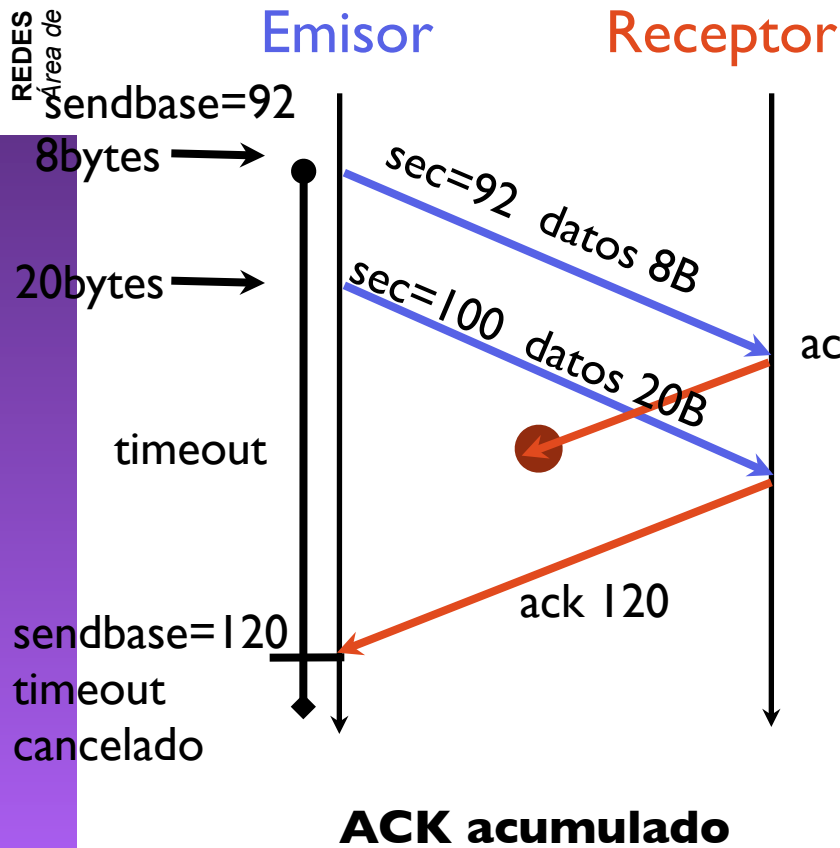 REDES
Área de
Emisor
Receptor
sendbase=92
8bytes
sec=92 datos 8B
20bytes
sec=100 datos 20B
ac
timeout
ack 120
sendbase=120
timeout
cancelado
ACK acumulado